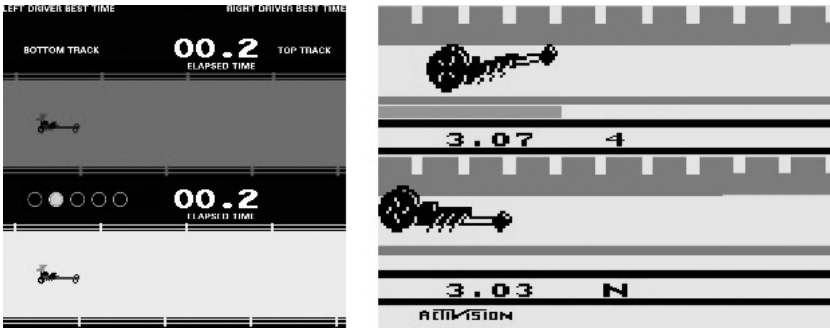 LEFT DRIVER BEST TIME RIGHT DRIVER BEST TIME
BOTTOM TRACK 00.2 TOP TRACK
ELAPSED TIME
00.2
ELAPSED TIME
3.07 4
3.03 N
ACTIVISION